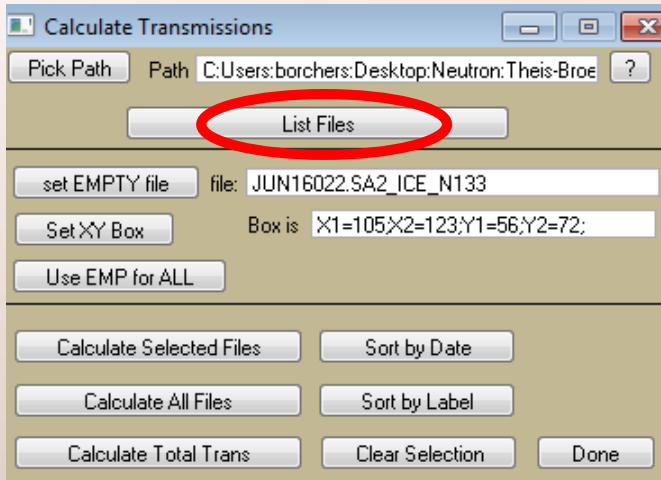 Calculate Transmissions
Pick Path Path C:Users:borchers:Desktop:Neutron:Theis-Broe ?
List Files
set EMPTY file file: JUN16022.SA2_ICE_N133
Set XY Box Box is X1=105;X2=123;Y1=56;Y2=72;
Use EMP for ALL
Calculate Selected Files Sort by Date
Calculate All Files Sort by Label
Calculate Total Trans Clear Selection Done